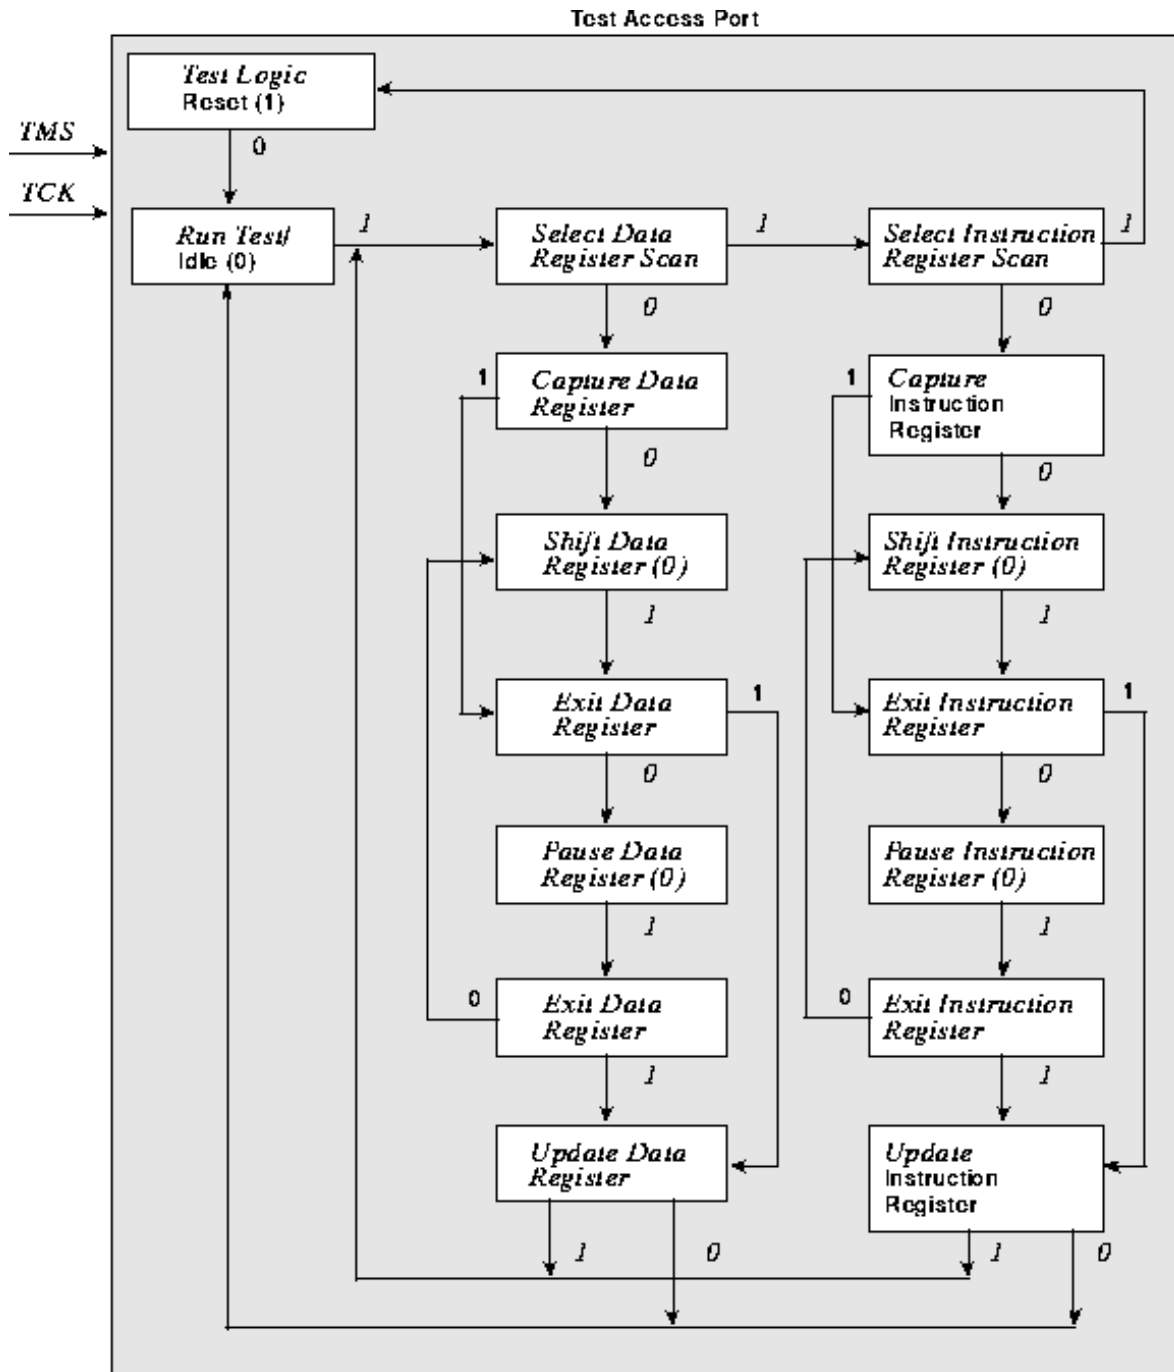 Test Access Port
Test Logic
Reset (1)
TMS
0
TCK
Run Test/
Idle (0)
1
Select Data
Register Scan
1
Select Instruction
Register Scan
1
0
0
1
Capture Data
Register
1
Capture
Instruction
Register
0
0
Shift Data
Register (0)
Shift Instruction
Register (0)
1
1
Exit Data
Register
1
Exit Instruction
Register
1
0
0
Pause Data
Register (0)
Pause Instruction
Register (0)
1
1
0
Exit Data
Register
0
Exit Instruction
Register
1
1
Update Data
Register
Update
Instruction
Register
1
0
1
0